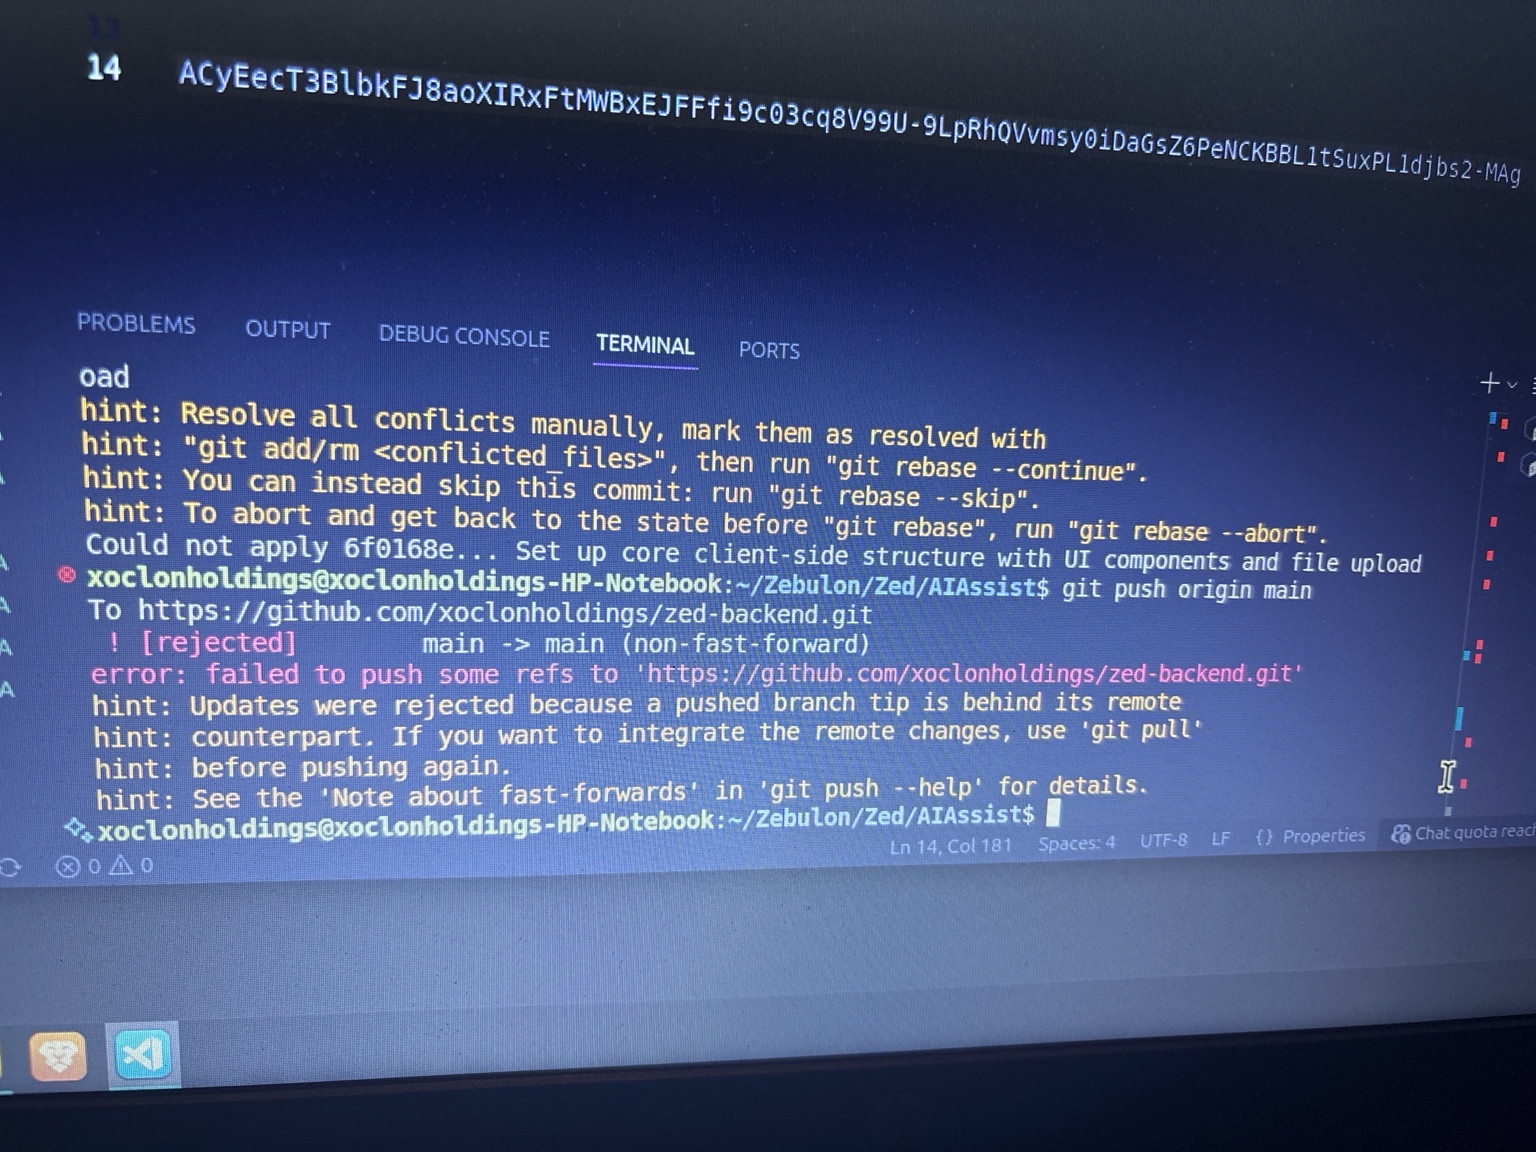 13
14 ACyEecT3BlbkFJ8aoXIRxFtMWBxEJFFfi9c03cq8V99U-9LpRhQVvmsy0iDaGsZ6PeNCKBBL1tSuxPL1djbs2-MAg
PROBLEMS OUTPUT DEBUG CONSOLE TERMINAL PORTS
oad
hint: Resolve all conflicts manually, mark them as resolved with
hint: "git add/rm <conflicted_files>", then run "git rebase --continue".
hint: You can instead skip this commit: run "git rebase --skip".
hint: To abort and get back to the state before "git rebase", run "git rebase --abort".
Could not apply 6f0168e... Set up core client-side structure with UI components and file upload
xoclonholdings@xoclonholdings-HP-Notebook:~/Zebulon/Zed/AIAssist$ git push origin main
To https://github.com/xoclonholdings/zed-backend.git
! [rejected] main -> main (non-fast-forward)
error: failed to push some refs to 'https://github.com/xoclonholdings/zed-backend.git'
hint: Updates were rejected because a pushed branch tip is behind its remote
hint: counterpart. If you want to integrate the remote changes, use 'git pull'
hint: before pushing again.
hint: See the 'Note about fast-forwards' in 'git push --help' for details.
xoclonholdings@xoclonholdings-HP-Notebook:~/Zebulon/Zed/AIAssist$
0 0 Ln 14, Col 181 Spaces: 4 UTF-8 LF {} Properties Chat quota reac